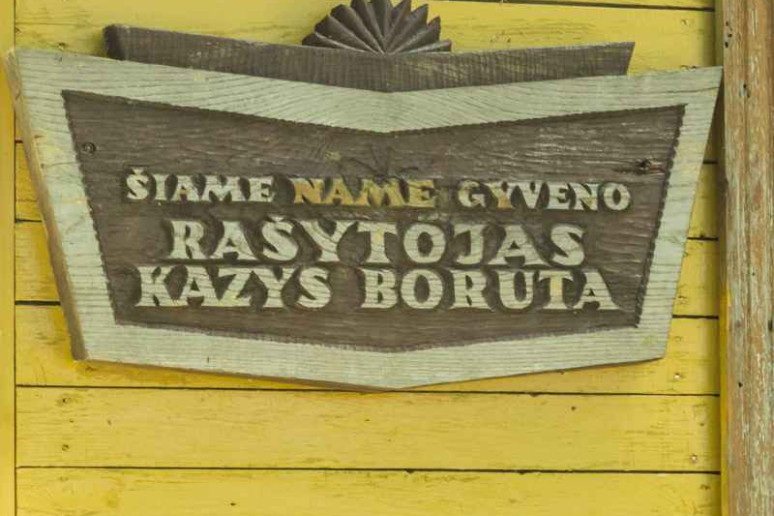 ŠIAME NAME GYVENO
RAŠYTOJAS
KAZYS BORUTA